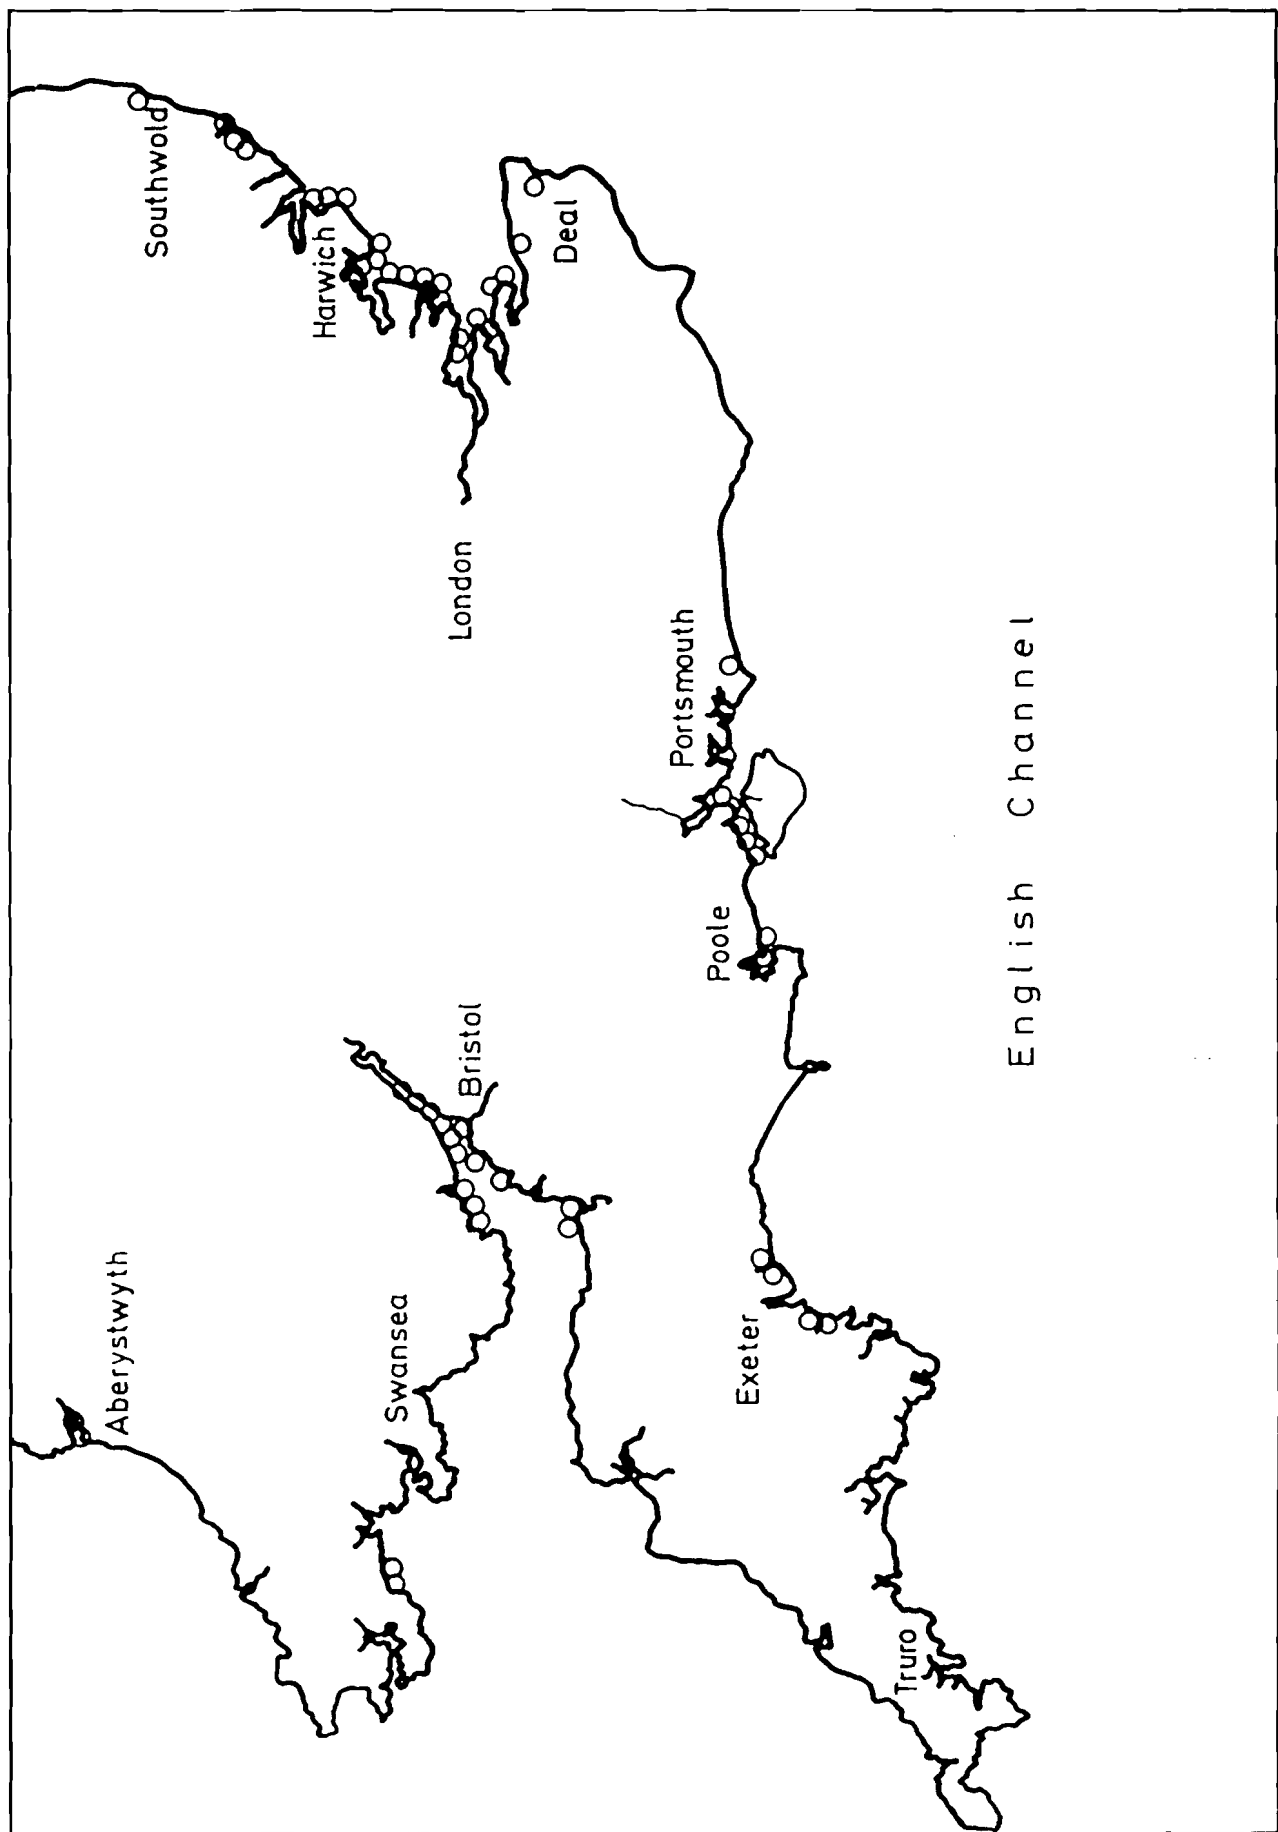 Aberystwyth
Southwold
Harwich
Swansea
Bristol
London
Deal
Portsmouth
Poole
Exeter
Truro
English Channel